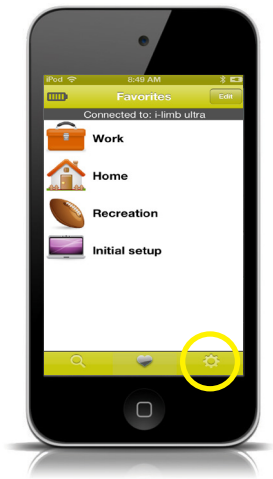 iPod 8:49 AM
Favorites Edit
Connected to: i-limb ultra
Work
Home
Recreation
Initial setup